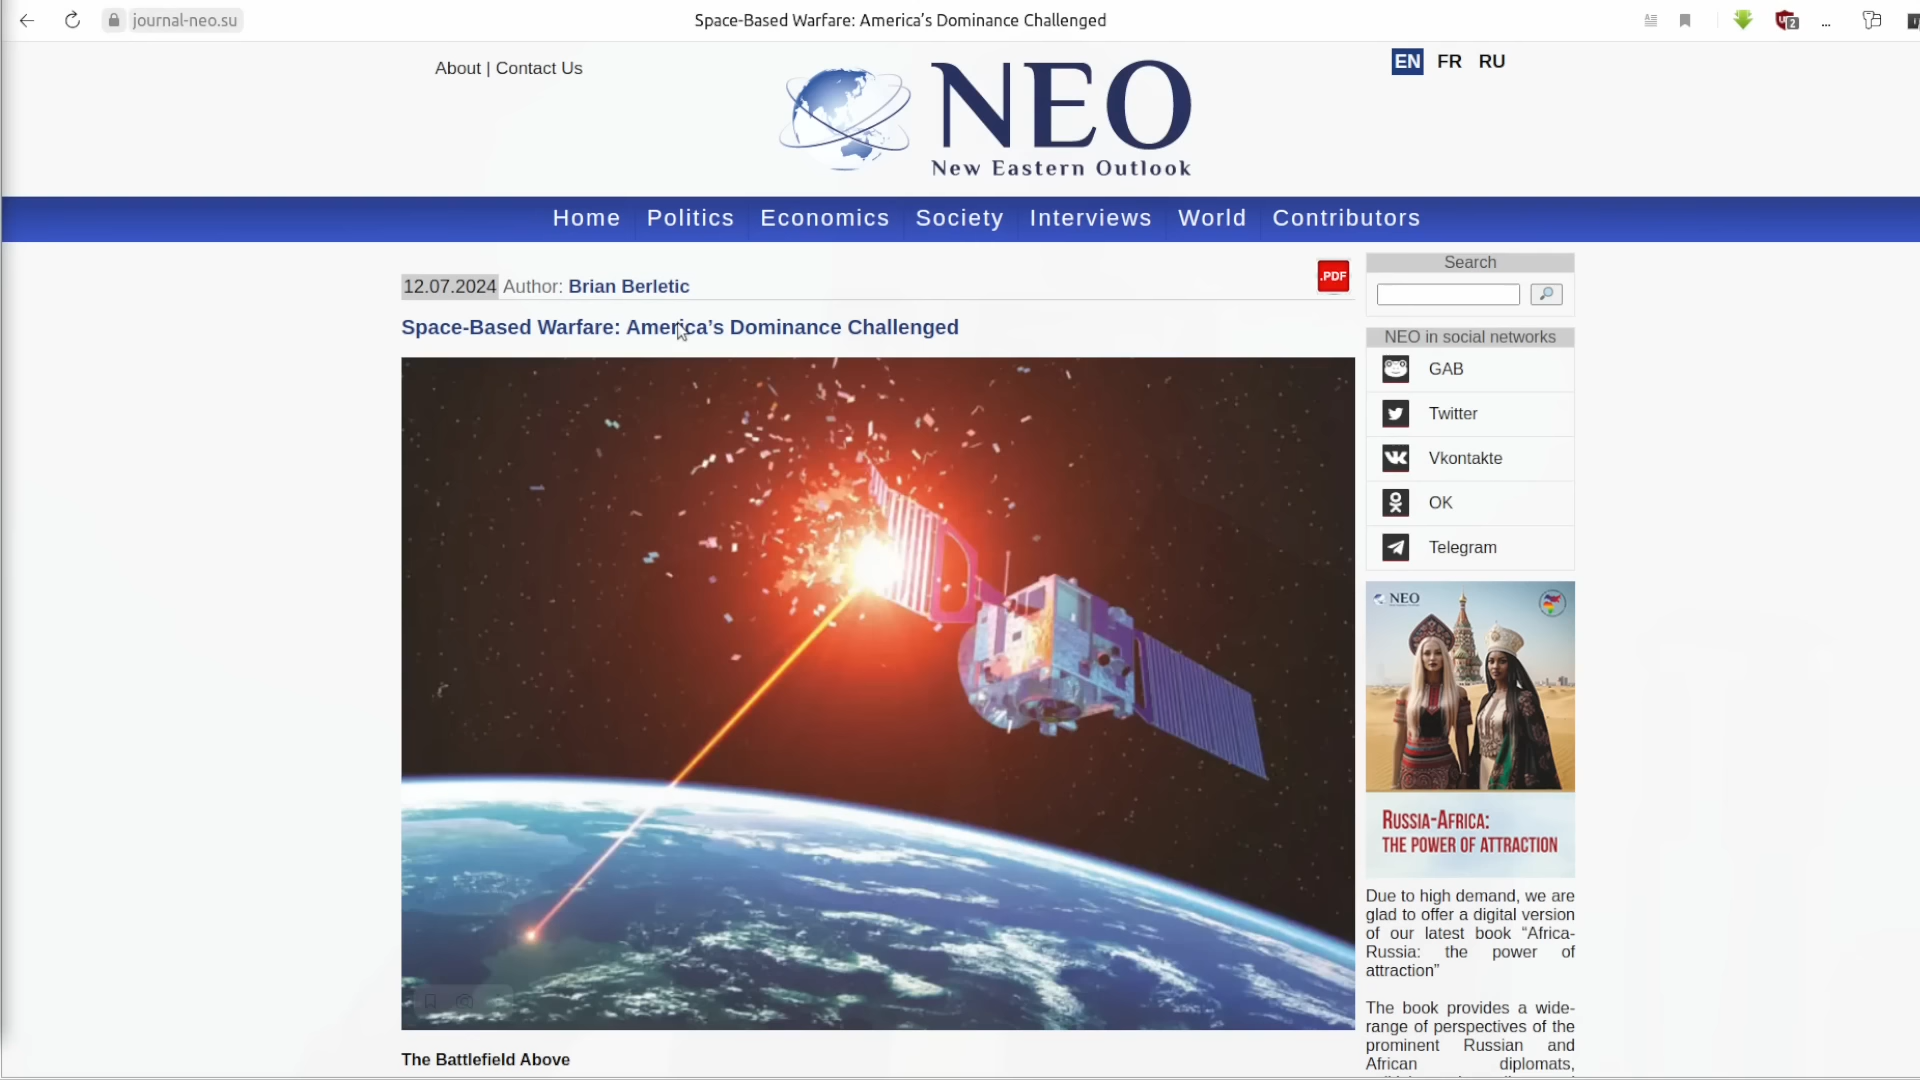 journal-neo.su
Space-Based Warfare: America’s Dominance Challenged
2
...
About | Contact Us
NEO
New Eastern Outlook
EN FR RU
Home Politics Economics Society Interviews World Contributors
12.07.2024 Author: Brian Berletic
.PDF
Space-Based Warfare: America’s Dominance Challenged
The Battlefield Above
Search
NEO in social networks
GAB
Twitter
Vkontakte
OK
Telegram
NEO
RUSSIA-AFRICA:
THE POWER OF ATTRACTION
Due to high demand, we are
glad to offer a digital version
of our latest book “Africa-
Russia: the power of
attraction”
The book provides a wide-
range of perspectives of the
prominent Russian and
African diplomats,